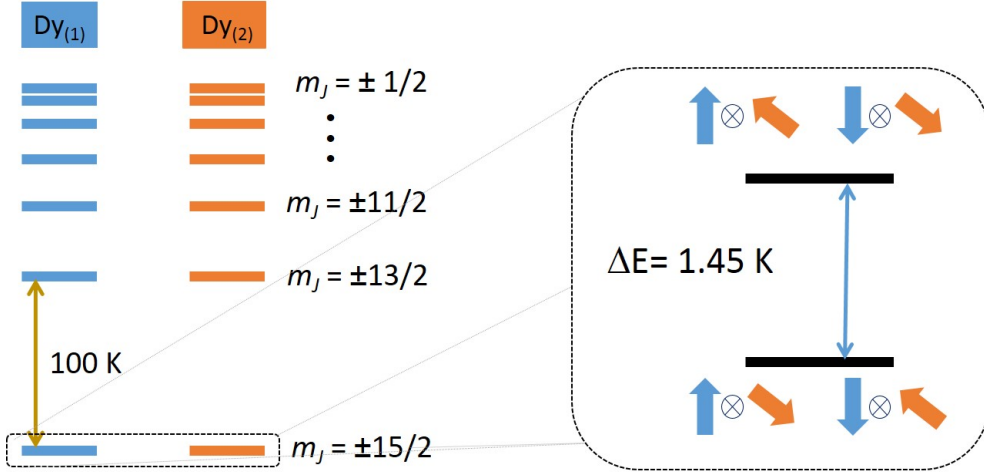 Dy(1)
Dy(2)
mJ = ± 1/2
mJ = ±11/2
mJ = ±13/2
100 K
mJ = ±15/2
ΔE= 1.45 K